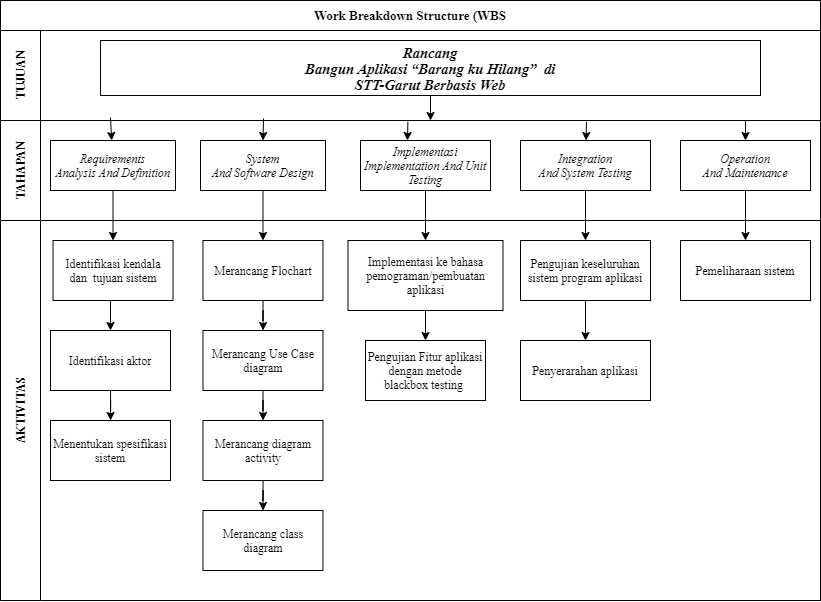 Work Breakdown Structure (WBS
TUJUAN
Rancang
Bangun Aplikasi “Barang ku Hilang” di
STT-Garut Berbasis Web
TAHAPAN
Requirements
Analysis And Definition
System
And Software Design
Implementasi
Implementation And Unit
Testing
Integration
And System Testing
Operation
And Maintenance
AKTIVITAS
Identifikasi kendala
dan tujuan sistem
Identifikasi aktor
Menentukan spesifikasi
sistem
Merancang Flochart
Merancang Use Case
diagram
Merancang diagram
activity
Merancang class
diagram
Implementasi ke bahasa
pemograman/pembuatan
aplikasi
Pengujian Fitur aplikasi
dengan metode
blackbox testing
Pengujian keseluruhan
sistem program aplikasi
Penyerarahan aplikasi
Pemeliharaan sistem